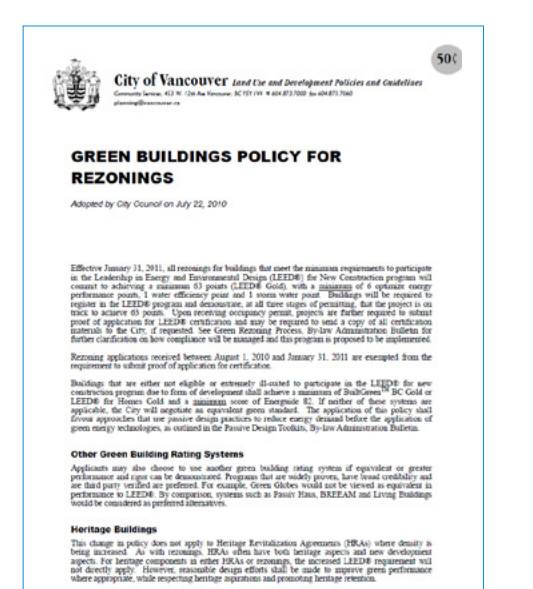 50¢
City of Vancouver Land Use and Development Policies and Guidelines
Community Services, 453 W. 12th Ave Vancouver, BC V5Y 1V4 fax 604.873.7060
planning@vancouver.ca
GREEN BUILDINGS POLICY FOR
REZONINGS
Adopted by City Council on July 22, 2010
Effective January 31, 2011, all rezonings for buildings that meet the minimum requirements to participate
in the Leadership in Energy and Environmental Design (LEED®) for New Construction program will
commit to achieving a minimum 63 points (LEED® Gold), with a minimum of 6 optimize energy
performance points, 1 water efficiency point and 1 storm water point. Buildings will be required to
register in the LEED® program and demonstrate, at all three stages of permitting, that the project is on
track to achieve 63 points. Upon receiving occupancy permit, projects are further required to submit
proof of application for LEED® certification and may be required to send a copy of all certification
materials to the City, if requested. See Green Rezoning Process, By-law Administration Bulletin for
further clarification on how compliance will be managed and this program is proposed to be implemented.
Rezoning applications received between August 1, 2010 and January 31, 2011 are exempted from the
requirement to submit proof of application for certification.
Buildings that are either not eligible or extremely ill-suited to participate in the LEED® for new
construction program due to form of development shall achieve a minimum of BuiltGreen™ BC Gold or
LEED® for Homes Gold and a minimum score of Energuide 82. If neither of these systems are
applicable, the City will negotiate an equivalent green standard. The application of this policy shall
favour approaches that use passive design practices to reduce energy demand before the application of
green energy technologies, as outlined in the Passive Design Toolkits, By-law Administration Bulletin.
Other Green Building Rating Systems
Applicants may also choose to use another green building rating system if equivalent or greater
performance and rigor can be demonstrated. Programs that are widely proven, have broad credibility and
are third party verified are preferred. For example, Green Globes would not be viewed as equivalent in
performance to LEED®. By comparison, systems such as Passiv Haus, BREEAM and Living Buildings
would be considered as preferred alternatives.
Heritage Buildings
This change in policy does not apply to Heritage Revitalization Agreements (HRAs) where density is
being increased. As with rezonings, HRAs often have both heritage aspects and new development
aspects. For heritage components in either HRAs or rezonings, the increased LEED® requirement will
not directly apply. However, reasonable design efforts shall be made to improve green performance
where appropriate, while respecting heritage aspirations and promoting heritage retention.